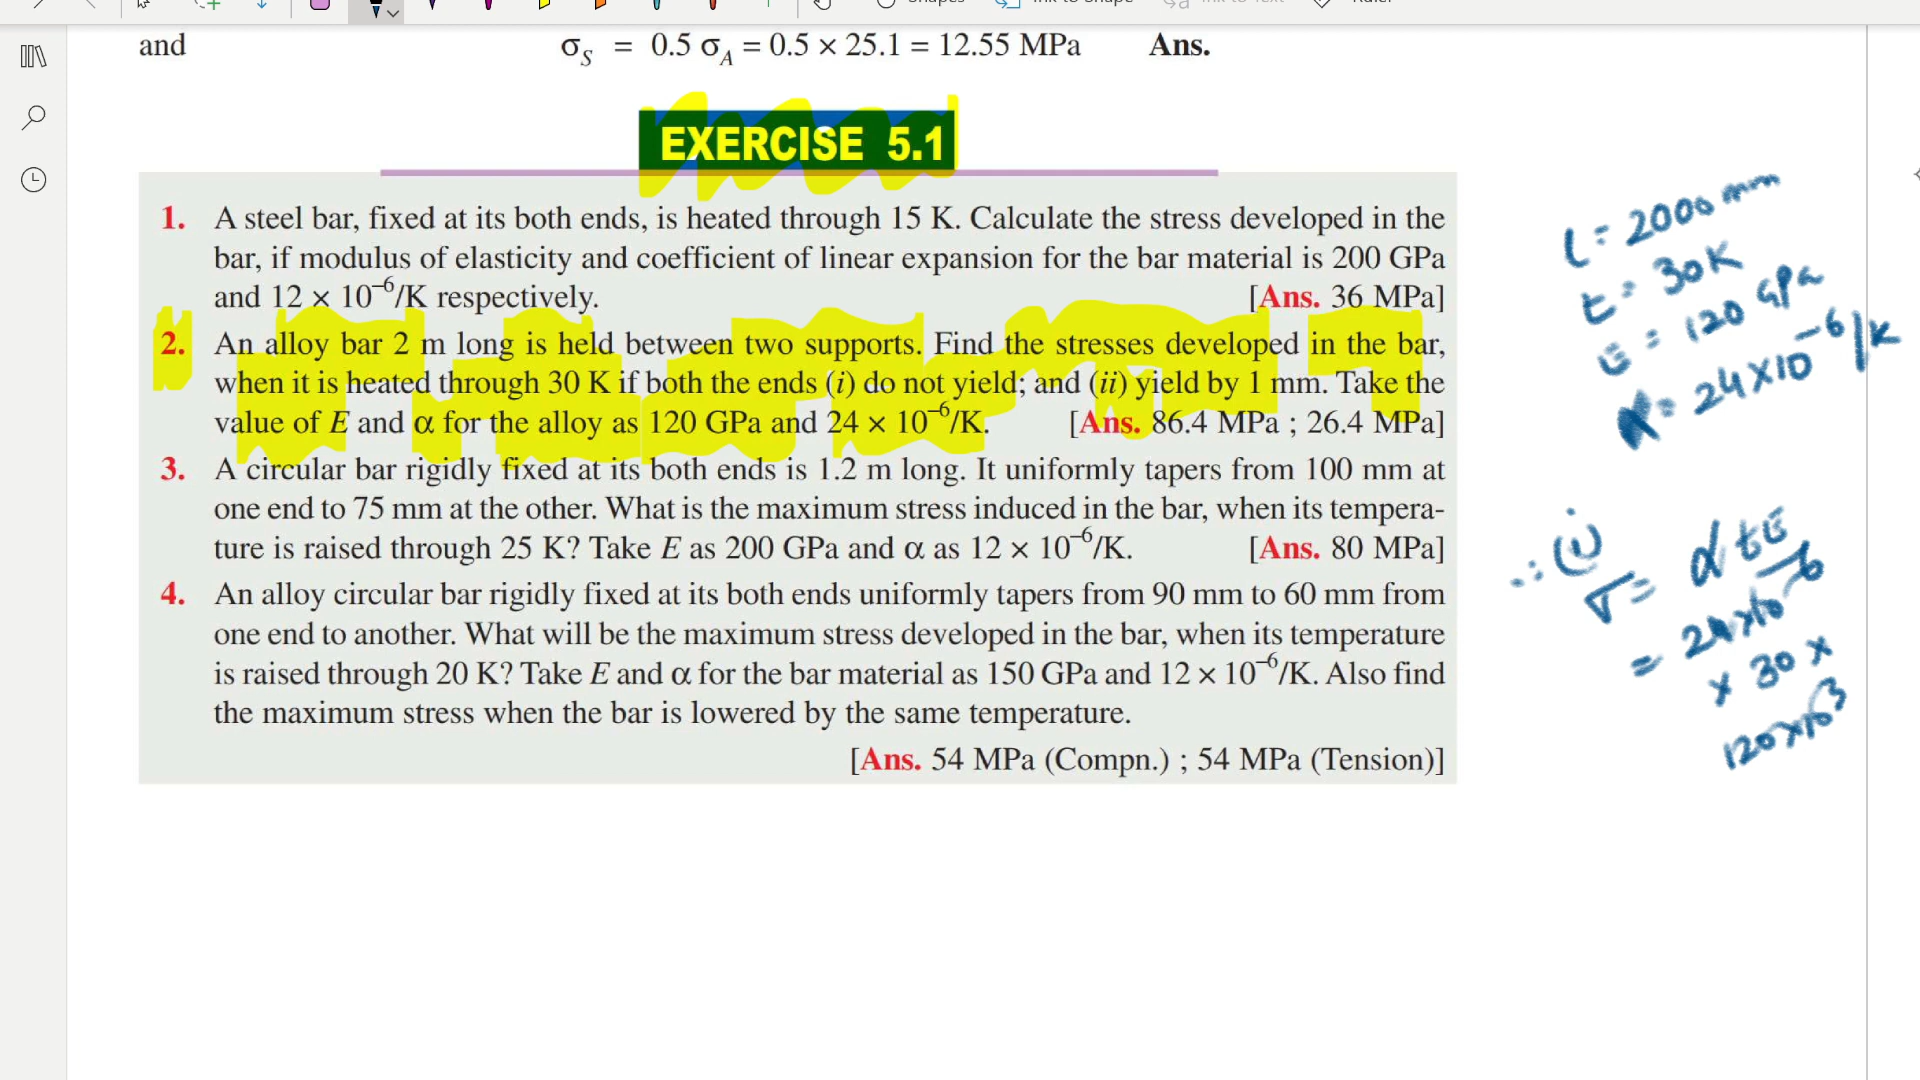 and σS = 0.5 σA = 0.5 × 25.1 = 12.55 MPa Ans.
EXERCISE 5.1
1. A steel bar, fixed at its both ends, is heated through 15 K. Calculate the stress developed in the
bar, if modulus of elasticity and coefficient of linear expansion for the bar material is 200 GPa
and 12 × 10⁻⁶/K respectively. [Ans. 36 MPa]
2. An alloy bar 2 m long is held between two supports. Find the stresses developed in the bar,
when it is heated through 30 K if both the ends (i) do not yield; and (ii) yield by 1 mm. Take the
value of E and α for the alloy as 120 GPa and 24 × 10⁻⁶/K. [Ans. 86.4 MPa ; 26.4 MPa]
3. A circular bar rigidly fixed at its both ends is 1.2 m long. It uniformly tapers from 100 mm at
one end to 75 mm at the other. What is the maximum stress induced in the bar, when its tempera-
ture is raised through 25 K? Take E as 200 GPa and α as 12 × 10⁻⁶/K. [Ans. 80 MPa]
4. An alloy circular bar rigidly fixed at its both ends uniformly tapers from 90 mm to 60 mm from
one end to another. What will be the maximum stress developed in the bar, when its temperature
is raised through 20 K? Take E and α for the bar material as 150 GPa and 12 × 10⁻⁶/K. Also find
the maximum stress when the bar is lowered by the same temperature.
[Ans. 54 MPa (Compn.) ; 54 MPa (Tension)]
l = 2000 mm
t = 30K
E = 120 GPa
α = 24×10⁻⁶/K
∴ (i)
σ = α t E
= 24×10⁻⁶
× 30 ×
120×10³